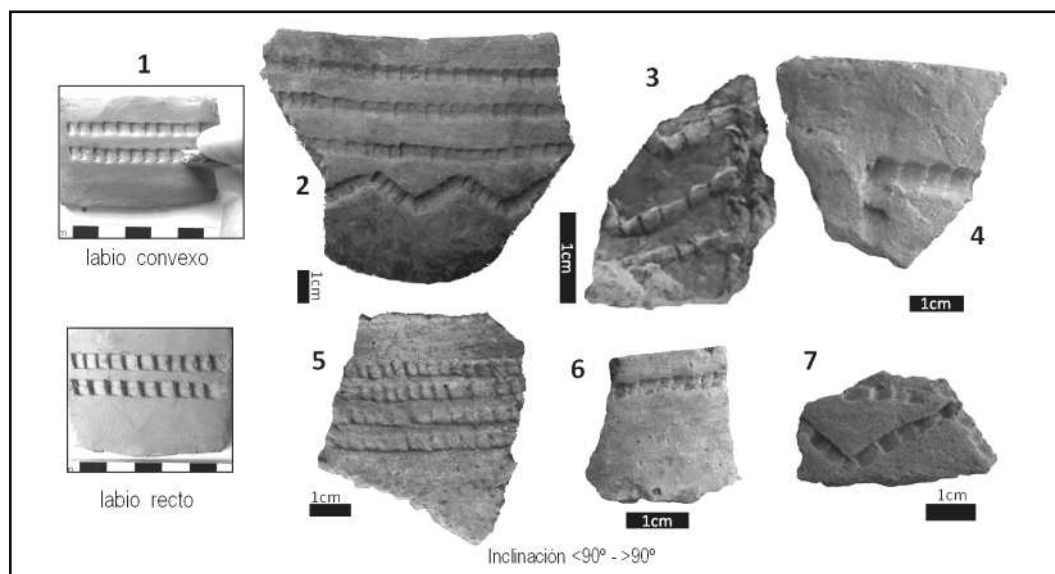 1
labio convexo
labio recto
2
1cm
3
1cm
4
1cm
5
1cm
6
1cm
7
1cm
Inclinación <90º - >90º